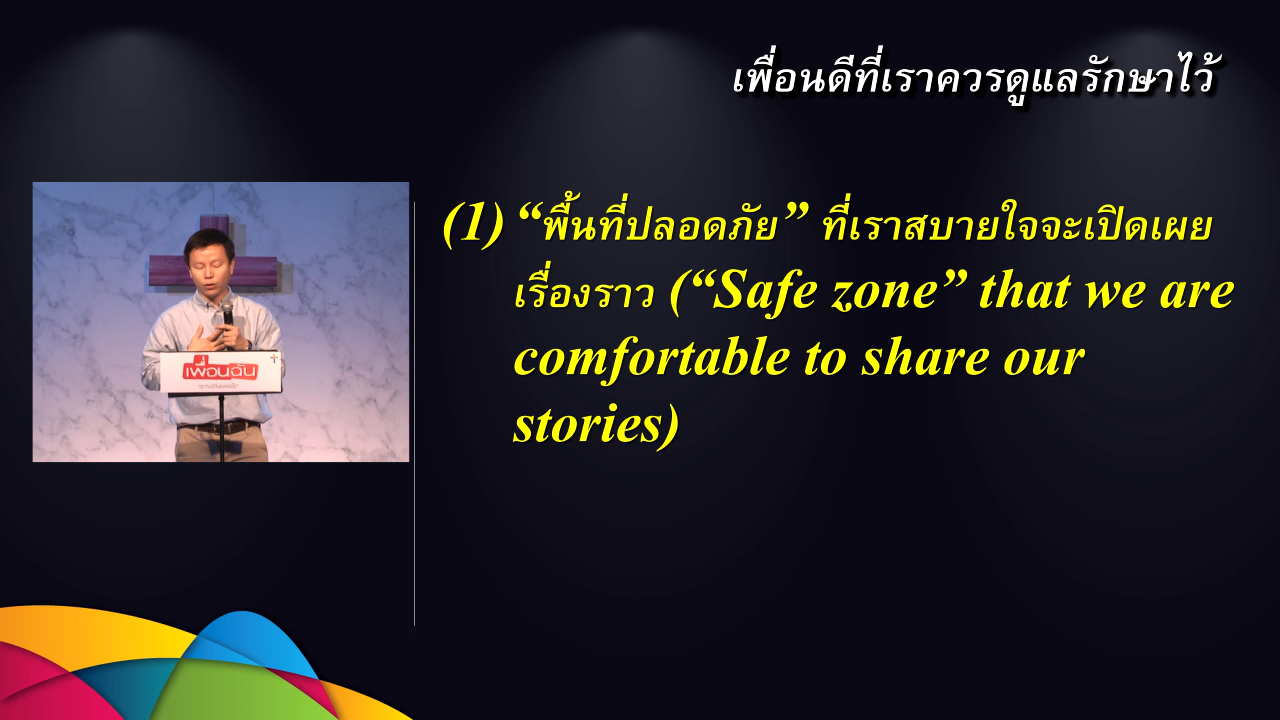 เพื่อนดีที่เราควรดูแลรักษาไว้
(1) “พื้นที่ปลอดภัย” ที่เราสบายใจจะเปิดเผย
เรื่องราว (“Safe zone” that we are
comfortable to share our
stories)
เพื่อนฉัน